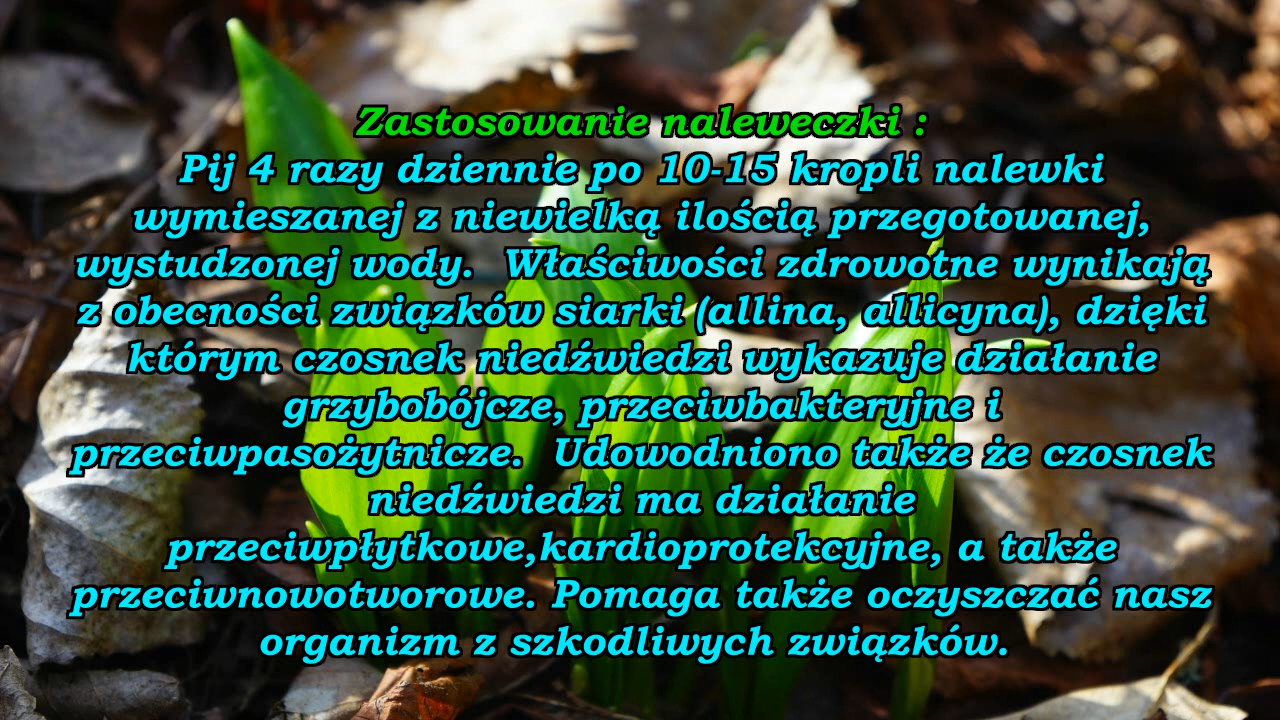 Zastosowanie naleweczki :
Pij 4 razy dziennie po 10-15 kropli nalewki
wymieszanej z niewielką ilością przegotowanej,
wystudzonej wody.  Właściwości zdrowotne wynikają
z obecności związków siarki (allina, allicyna), dzięki
którym czosnek niedźwiedzi wykazuje działanie
grzybobójcze, przeciwbakteryjne i
przeciwpasożytnicze.  Udowodniono także że czosnek
niedźwiedzi ma działanie
przeciwpłytkowe,kardioprotekcyjne, a także
przeciwnowotworowe. Pomaga także oczyszczać nasz
organizm z szkodliwych związków.